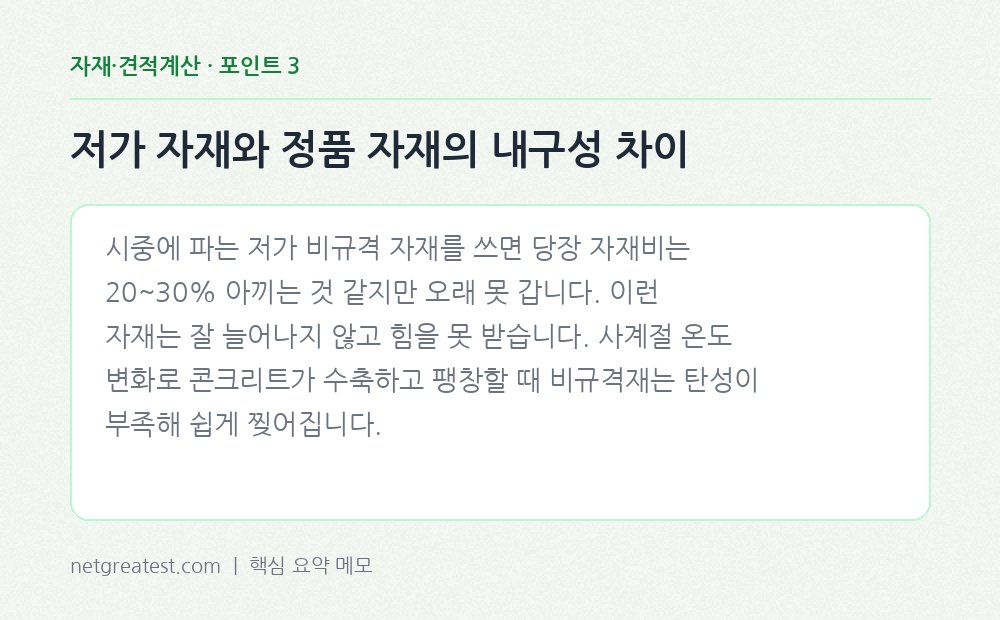 자재·견적계산 · 포인트 3
저가 자재와 정품 자재의 내구성 차이
시중에 파는 저가 비규격 자재를 쓰면 당장 자재비는
20~30% 아끼는 것 같지만 오래 못 갑니다. 이런
자재는 잘 늘어나지 않고 힘을 못 받습니다. 사계절 온도
변화로 콘크리트가 수축하고 팽창할 때 비규격재는 탄성이
부족해 쉽게 찢어집니다.
netgreatest.com | 핵심 요약 메모